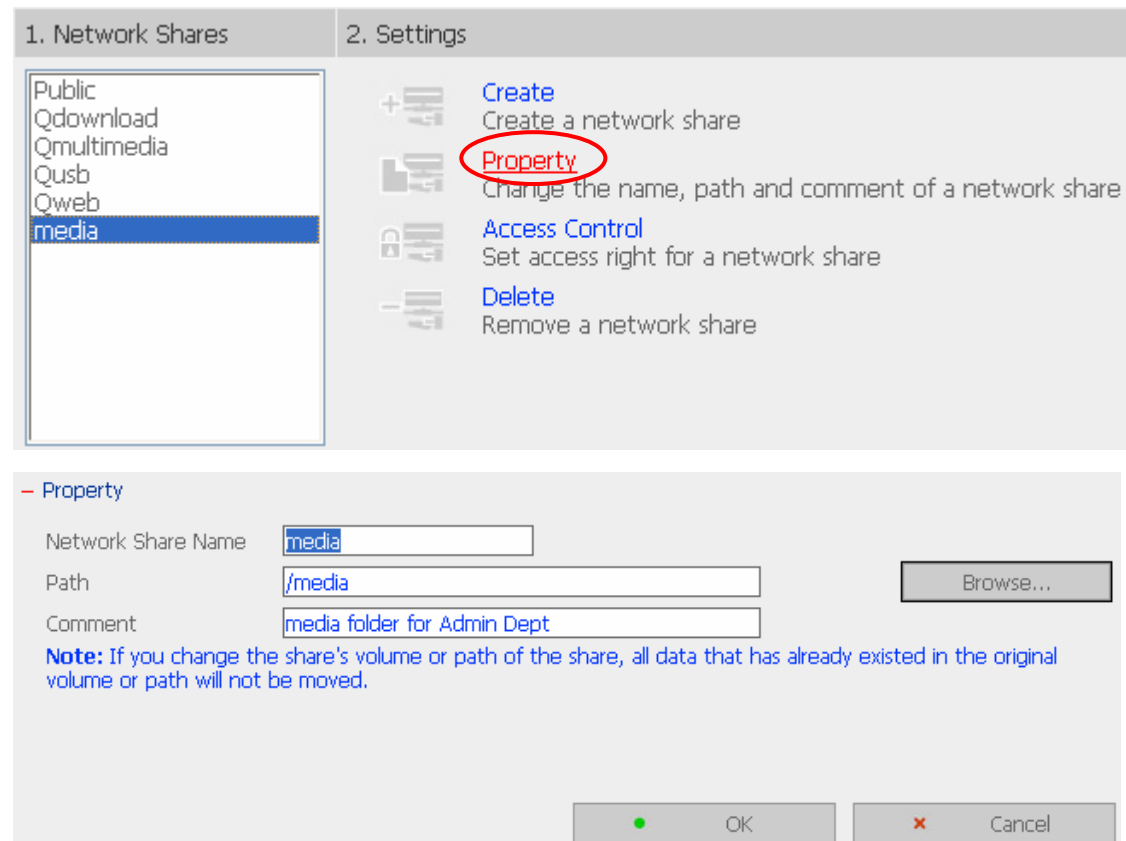 1. Network Shares
2. Settings
Public
Qdownload
Qmultimedia
Qusb
Qweb
media
Create
Create a network share
Property
Change the name, path and comment of a network share
Access Control
Set access right for a network share
Delete
Remove a network share
– Property
Network Share Name media
Path /media Browse...
Comment media folder for Admin Dept
Note: If you change the share's volume or path of the share, all data that has already existed in the original
volume or path will not be moved.
OK Cancel